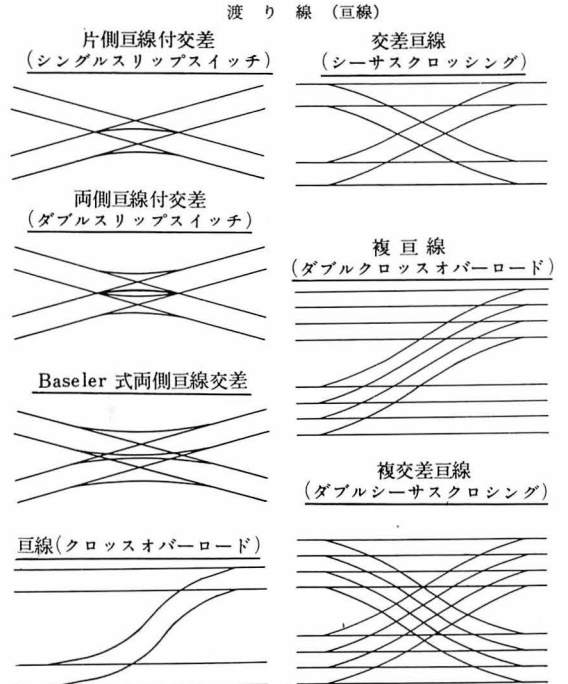 渡り線（亘線）
片側亘線付交差
(シングルスリップスイッチ)
両側亘線付交差
(ダブルスリップスイッチ)
Baseler 式両側亘線交差
亘線(クロッスオバーロード)
交差亘線
(シーサスクロッシング)
複亘線
(ダブルクロッスオバーロード)
複交差亘線
(ダブルシーサスクロシング)